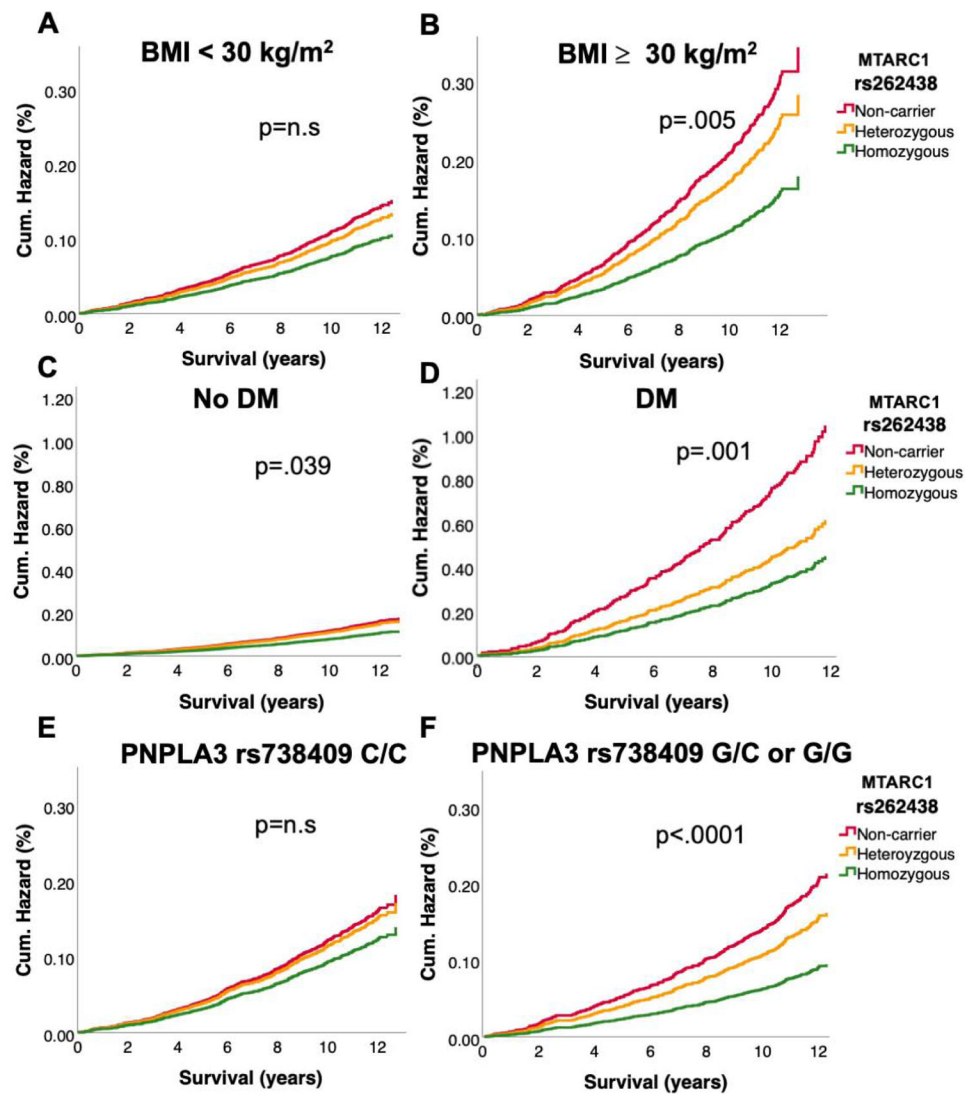 A
BMI < 30 kg/m²
p=n.s
Cum. Hazard (%)
0.30
0.20
0.10
0.00
0 2 4 6 8 10 12
Survival (years)
B
BMI ≥ 30 kg/m²
p=.005
Cum. Hazard (%)
0.30
0.20
0.10
0.00
0 2 4 6 8 10 12
Survival (years)
MTARC1
rs262438
Non-carrier
Heterozygous
Homozygous
C
No DM
p=.039
Cum. Hazard (%)
1.20
1.00
0.80
0.60
0.40
0.20
0.00
0 2 4 6 8 10 12
Survival (years)
D
DM
p=.001
Cum. Hazard (%)
1.20
1.00
0.80
0.60
0.40
0.20
0.00
0 2 4 6 8 10 12
Survival (years)
MTARC1
rs262438
Non-carrier
Heterozygous
Homozygous
E
PNPLA3 rs738409 C/C
p=n.s
Cum. Hazard (%)
0.30
0.20
0.10
0.00
0 2 4 6 8 10 12
Survival (years)
F
PNPLA3 rs738409 G/C or G/G
p<.0001
Cum. Hazard (%)
0.30
0.20
0.10
0.00
0 2 4 6 8 10 12
Survival (years)
MTARC1
rs262438
Non-carrier
Heteroyzgous
Homozygous